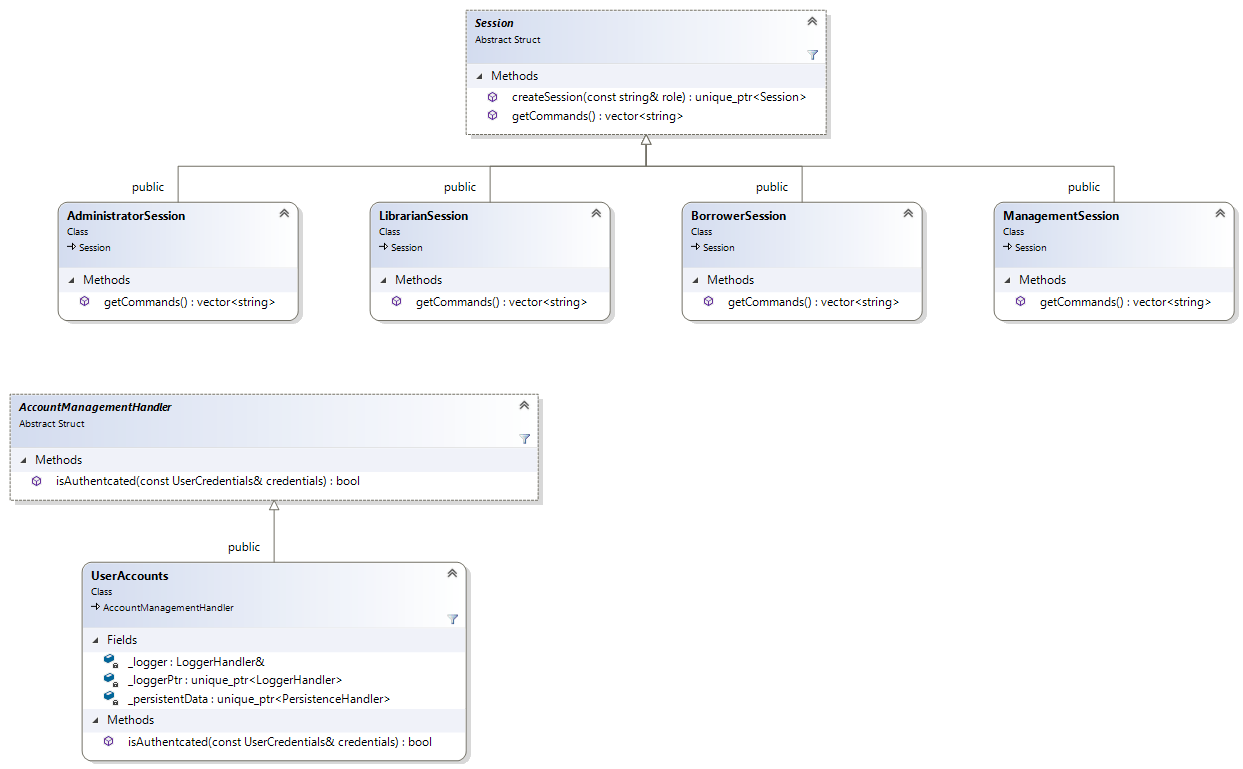 Session
Abstract Struct
Methods
createSession(const string& role) : unique_ptr<Session>
getCommands() : vector<string>
public
public
public
public
AdministratorSession
Class
Session
Methods
getCommands() : vector<string>
LibrarianSession
Class
Session
Methods
getCommands() : vector<string>
BorrowerSession
Class
Session
Methods
getCommands() : vector<string>
ManagementSession
Class
Session
Methods
getCommands() : vector<string>
AccountManagementHandler
Abstract Struct
Methods
isAuthentcated(const UserCredentials& credentials) : bool
public
UserAccounts
Class
AccountManagementHandler
Fields
_logger : LoggerHandler&
_loggerPtr : unique_ptr<LoggerHandler>
_persistentData : unique_ptr<PersistenceHandler>
Methods
isAuthentcated(const UserCredentials& credentials) : bool